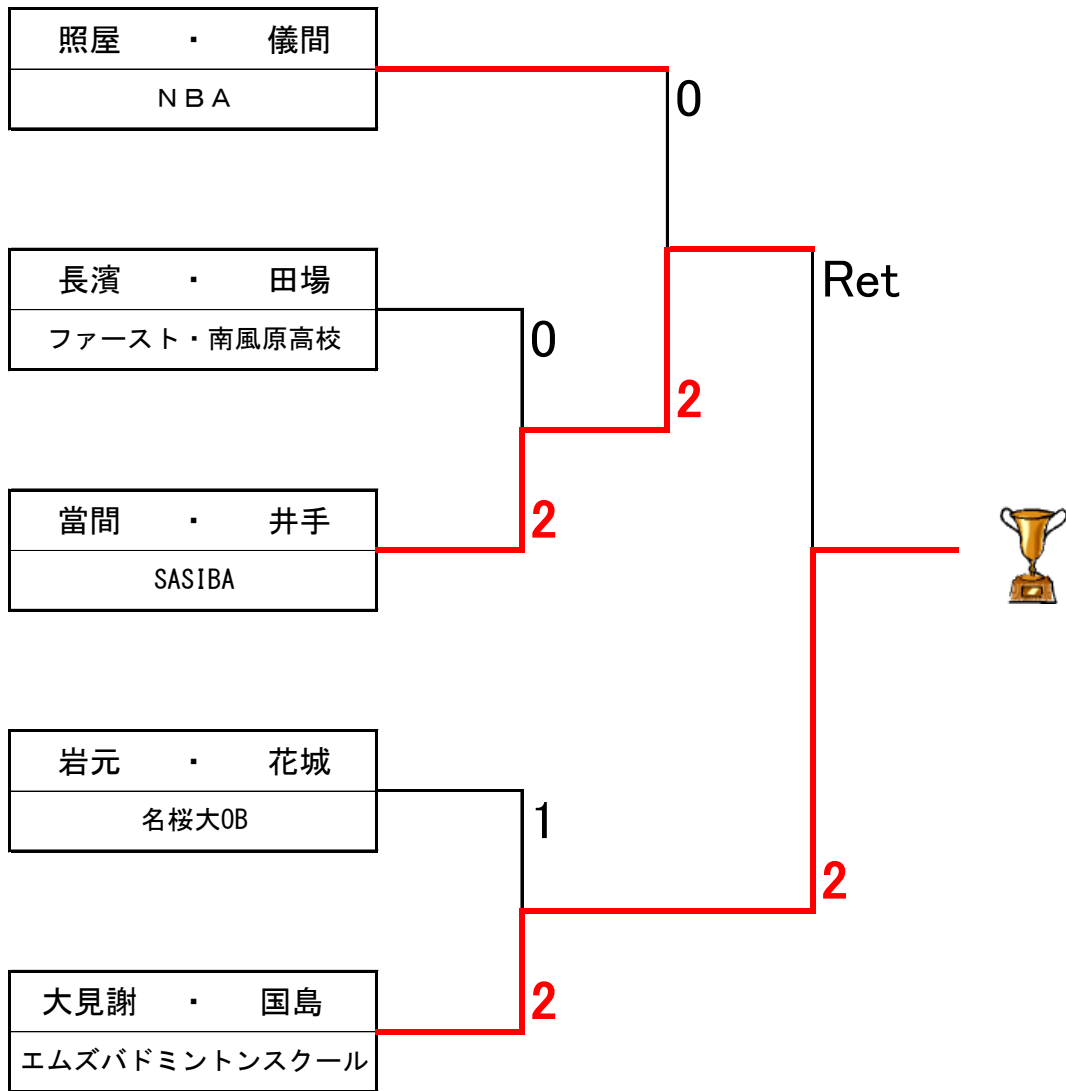 照屋 ・ 儀間
ＮＢＡ
0
長濱 ・ 田場
ファースト・南風原高校
0
Ret
2
當間 ・ 井手
SASIBA
2
岩元 ・ 花城
名桜大OB
1
2
大見謝 ・ 国島
エムズバドミントンスクール
2